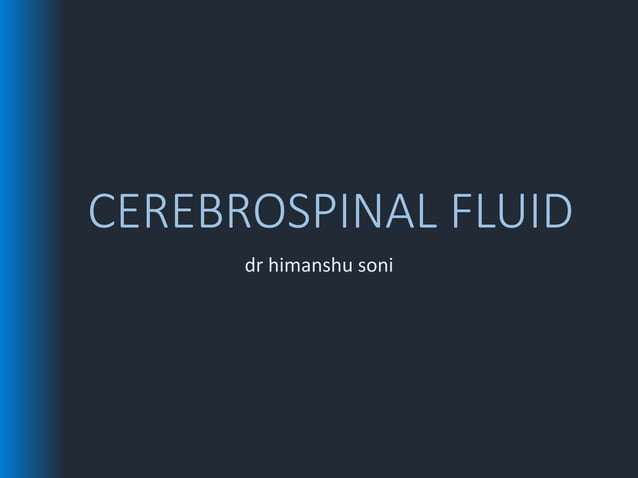 CEREBROSPINAL FLUID
dr himanshu soni